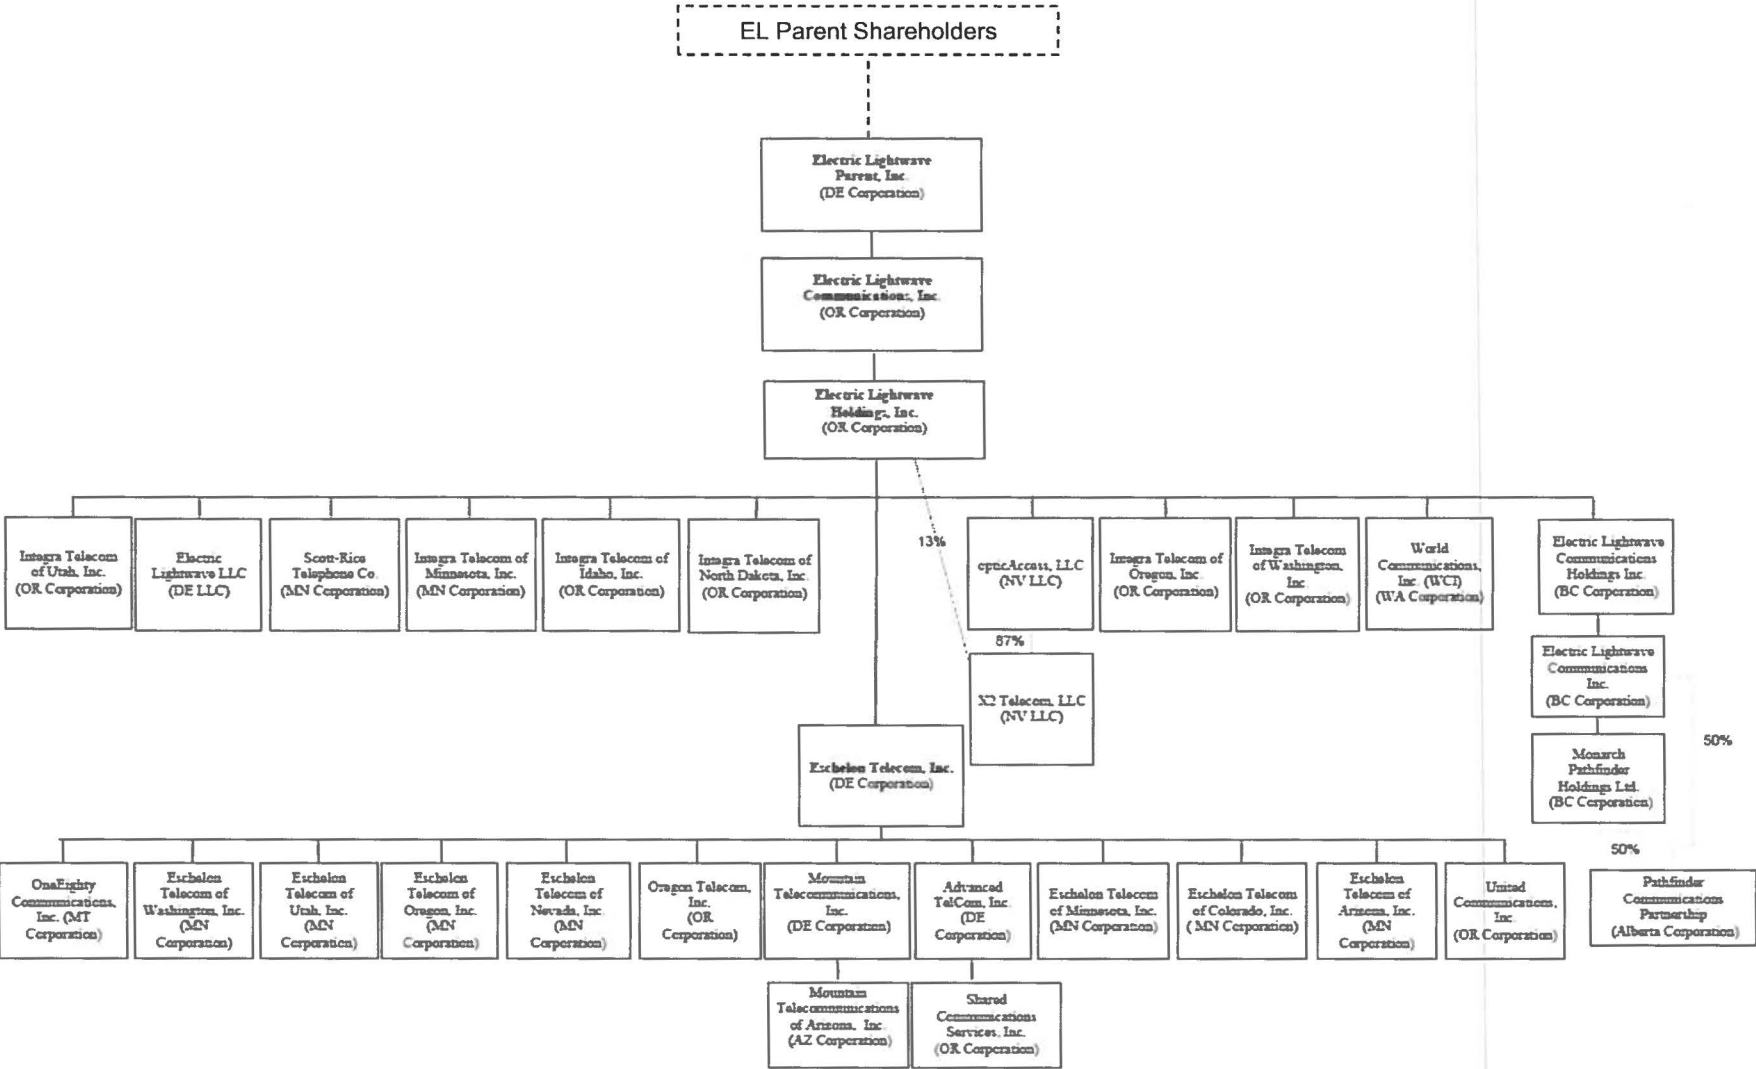 EL Parent Shareholders
Electric Lightwave
Parent, Inc.
(DE Corporation)
Electric Lightwave
Communications, Inc.
(OR Corporation)
Electric Lightwave
Holdings, Inc.
(OR Corporation)
Integra Telecom
of Utah, Inc.
(OR Corporation)
Electric
Lightwave LLC
(DE LLC)
Scott-Rice
Telephone Co.
(MN Corporation)
Integra Telecom of
Minnesota, Inc.
(MN Corporation)
Integra Telecom of
Idaho, Inc.
(OR Corporation)
Integra Telecom of
North Dakota, Inc.
(OR Corporation)
13%
opticAccess, LLC
(NV LLC)
Integra Telecom of
Oregon, Inc.
(OR Corporation)
Integra Telecom
of Washington,
Inc.
(OR Corporation)
World
Communications,
Inc. (WCI)
(WA Corporation)
Electric Lightwave
Communications
Holdings Inc.
(BC Corporation)
87%
X2 Telecom, LLC
(NV LLC)
Electric Lightwave
Communications
Inc.
(BC Corporation)
50%
Monarch
Pathfinder
Holdings Ltd.
(BC Corporation)
Eschelon Telecom, Inc.
(DE Corporation)
50%
OneEighty
Communications,
Inc. (MT
Corporation)
Eschelon
Telecom of
Washington, Inc.
(MN
Corporation)
Eschelon
Telecom of
Utah, Inc.
(MN
Corporation)
Eschelon
Telecom of
Oregon, Inc.
(MN
Corporation)
Eschelon
Telecom of
Nevada, Inc.
(MN
Corporation)
Oregon Telecom,
Inc.
(OR
Corporation)
Mountain
Telecommunications,
Inc.
(DE Corporation)
Advanced
TelCom, Inc.
(DE
Corporation)
Eschelon Telecom
of Minnesota, Inc.
(MN Corporation)
Eschelon Telecom
of Colorado, Inc.
( MN Corporation)
Eschelon
Telecom of
Arizona, Inc.
(MN
Corporation)
United
Communications,
Inc.
(OR Corporation)
Pathfinder
Communications
Partnership
(Alberta Corporation)
Mountain
Telecommunications
of Arizona, Inc.
(AZ Corporation)
Shared
Communications
Services, Inc.
(OR Corporation)